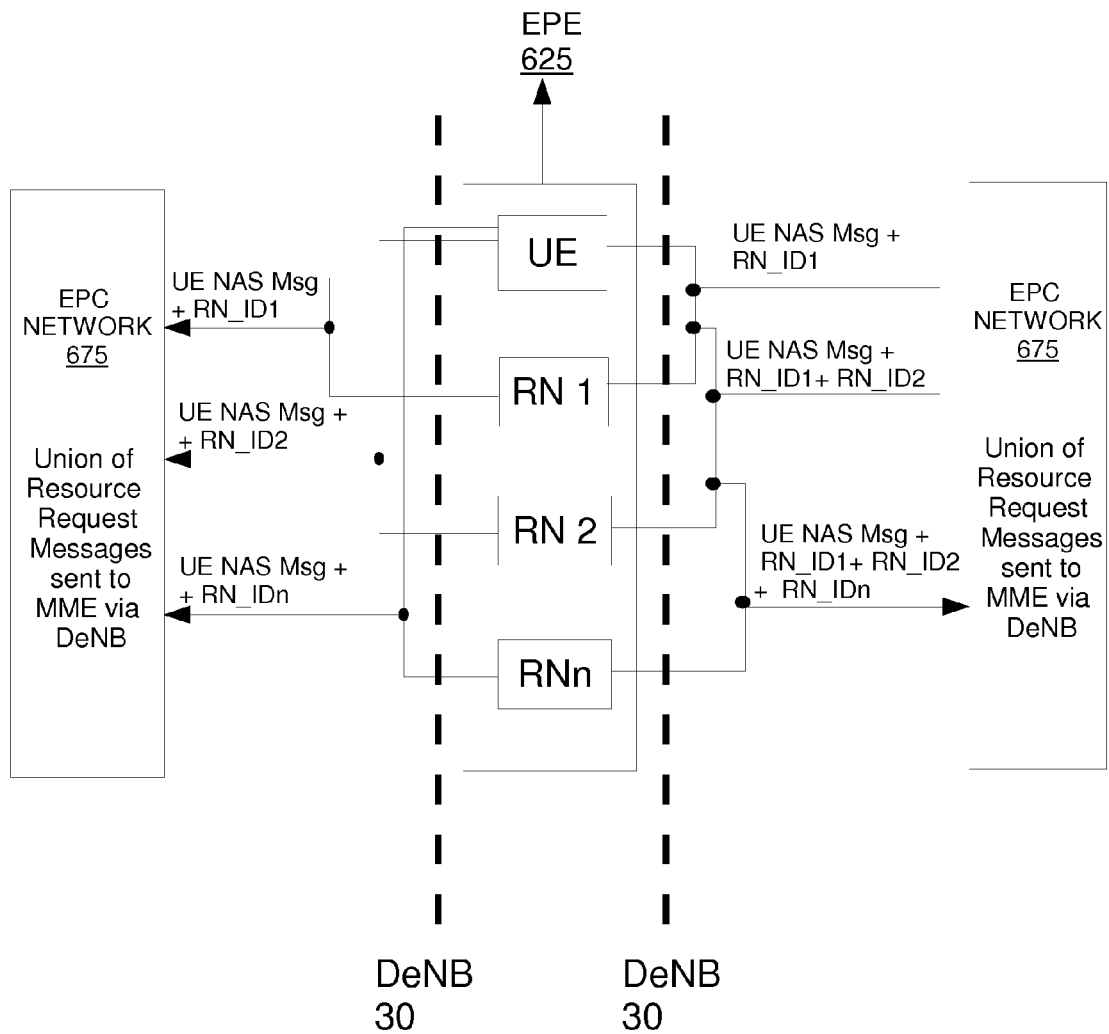 EPE
625
EPC
NETWORK
675
Union of
Resource
Request
Messages
sent to
MME via
DeNB
UE NAS Msg
+ RN_ID1
UE NAS Msg +
+ RN_ID2
UE NAS Msg +
+ RN_IDn
UE
RN 1
RN 2
RNn
UE NAS Msg +
RN_ID1
UE NAS Msg +
RN_ID1+ RN_ID2
UE NAS Msg +
RN_ID1+ RN_ID2
+ RN_IDn
EPC
NETWORK
675
Union of
Resource
Request
Messages
sent to
MME via
DeNB
DeNB
30
DeNB
30